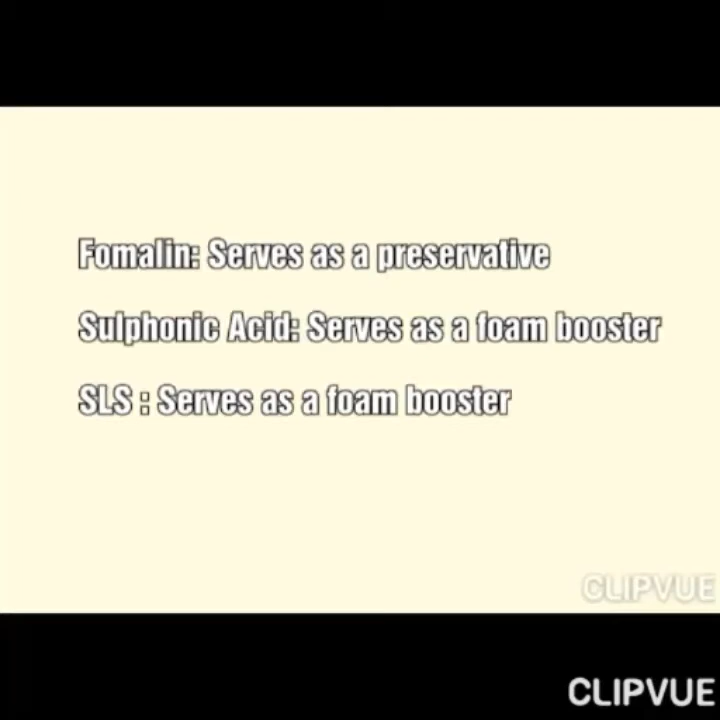 Fomalin: Serves as a preservative
Sulphonic Acid: Serves as a foam booster
SLS : Serves as a foam booster
CLIPVUE
CLIPVUE